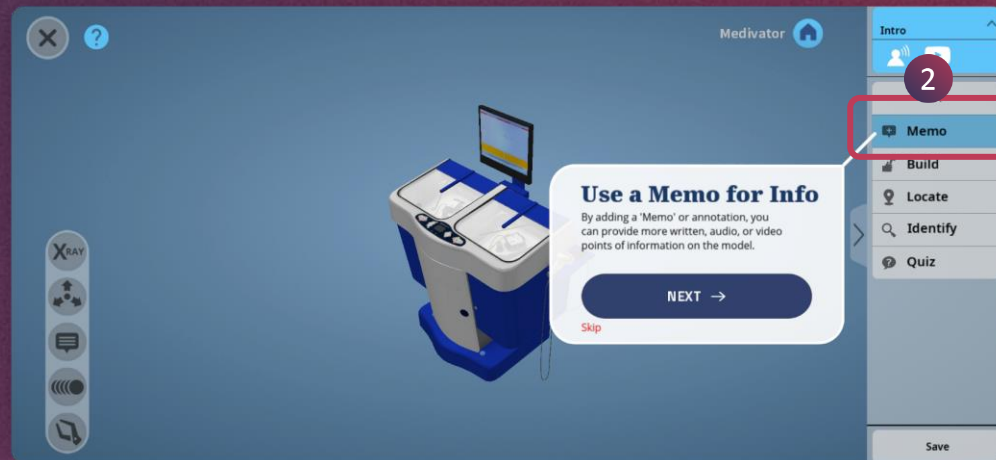 Medivator
Intro
2
Memo
Build
Locate
Identify
Quiz
Use a Memo for Info
By adding a 'Memo' or annotation, you
can provide more written, audio, or video
points of information on the model.
NEXT →
Skip
XRAY
?
Save